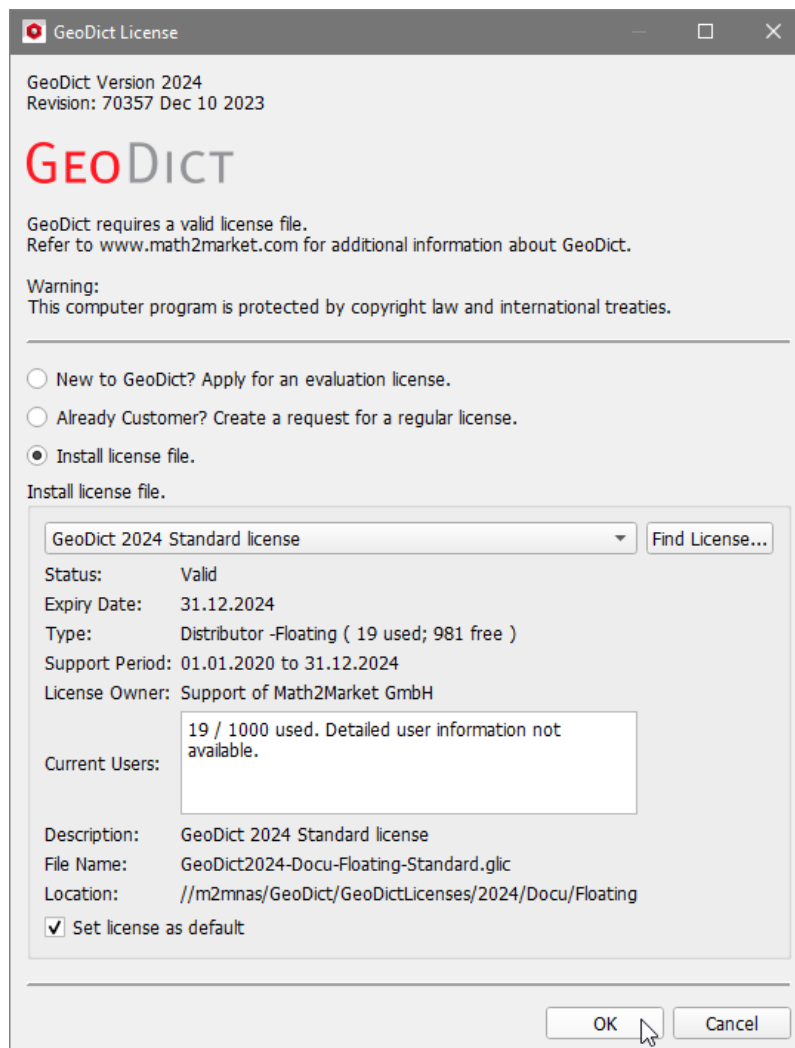 GeoDict License
GeoDict Version 2024
Revision: 70357 Dec 10 2023
GEODICT
GeoDict requires a valid license file.
Refer to www.math2market.com for additional information about GeoDict.
Warning:
This computer program is protected by copyright law and international treaties.
New to GeoDict? Apply for an evaluation license.
Already Customer? Create a request for a regular license.
Install license file.
Install license file.
GeoDict 2024 Standard license Find License...
Status: Valid
Expiry Date: 31.12.2024
Type: Distributor -Floating ( 19 used; 981 free )
Support Period: 01.01.2020 to 31.12.2024
License Owner: Support of Math2Market GmbH
19 / 1000 used. Detailed user information not
available.
Current Users:
Description: GeoDict 2024 Standard license
File Name: GeoDict2024-Docu-Floating-Standard.glic
Location: //m2mnas/GeoDict/GeoDictLicenses/2024/Docu/Floating
Set license as default
OK Cancel